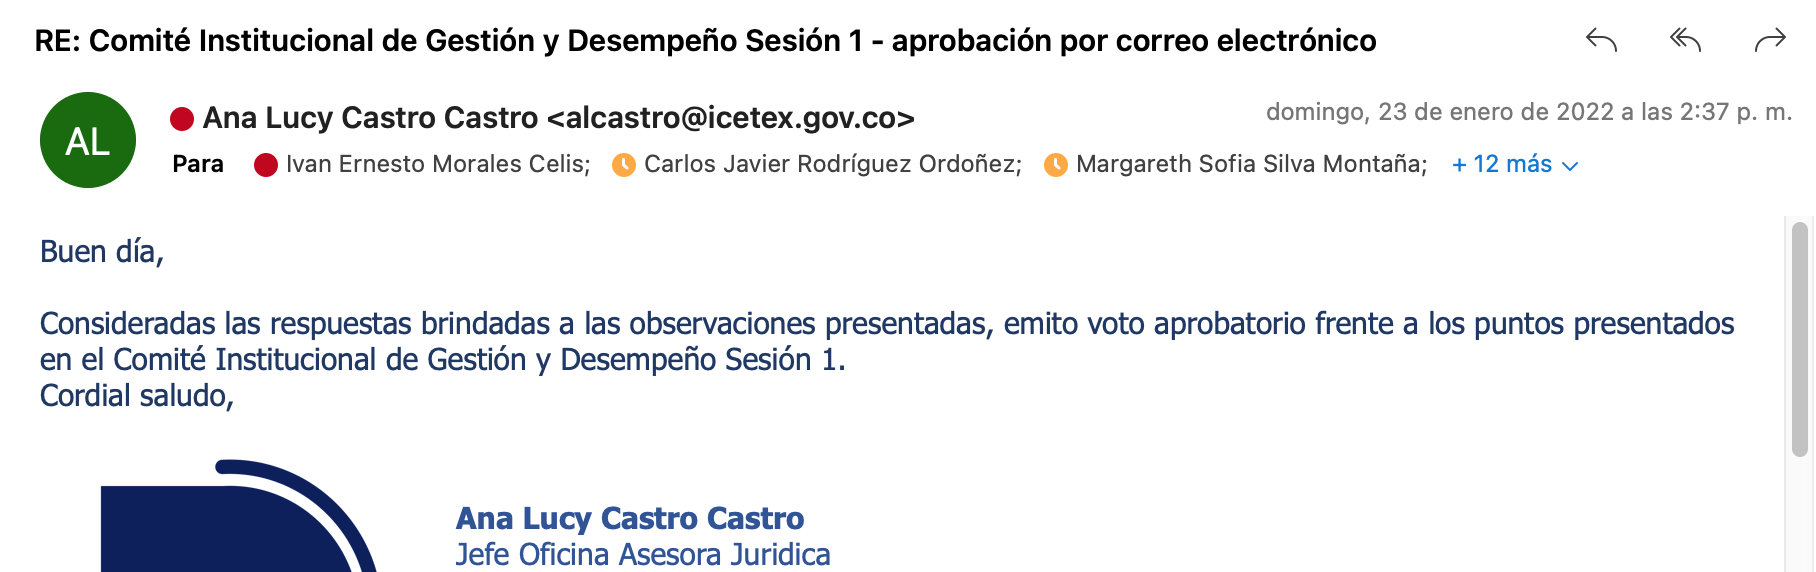 RE: Comité Institucional de Gestión y Desempeño Sesión 1 - aprobación por correo electrónico
AL
Ana Lucy Castro Castro <alcastro@icetex.gov.co>
domingo, 23 de enero de 2022 a las 2:37 p. m.
Para Ivan Ernesto Morales Celis; Carlos Javier Rodríguez Ordoñez; Margareth Sofia Silva Montaña; + 12 más
Buen día,
Consideradas las respuestas brindadas a las observaciones presentadas, emito voto aprobatorio frente a los puntos presentados
en el Comité Institucional de Gestión y Desempeño Sesión 1.
Cordial saludo,
Ana Lucy Castro Castro
Jefe Oficina Asesora Juridica